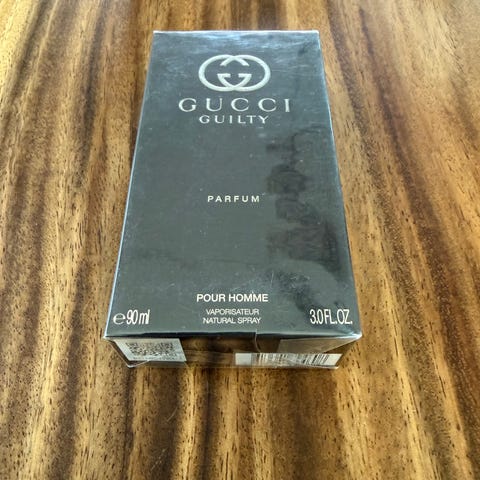 GUCCI
GUILTY
PARFUM
POUR HOMME
VAPORISATEUR
NATURAL SPRAY
℮90ml
3.0 FL.OZ.